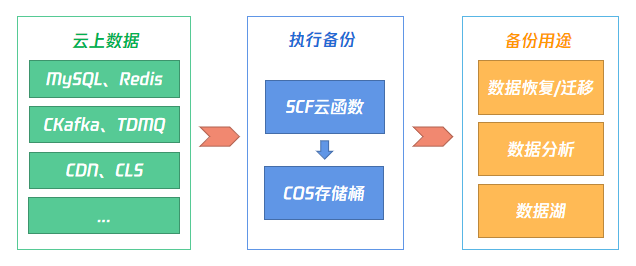 云上数据
MySQL、Redis
CKafka、TDMQ
CDN、CLS
...
执行备份
SCF云函数
COS存储桶
备份用途
数据恢复/迁移
数据分析
数据湖